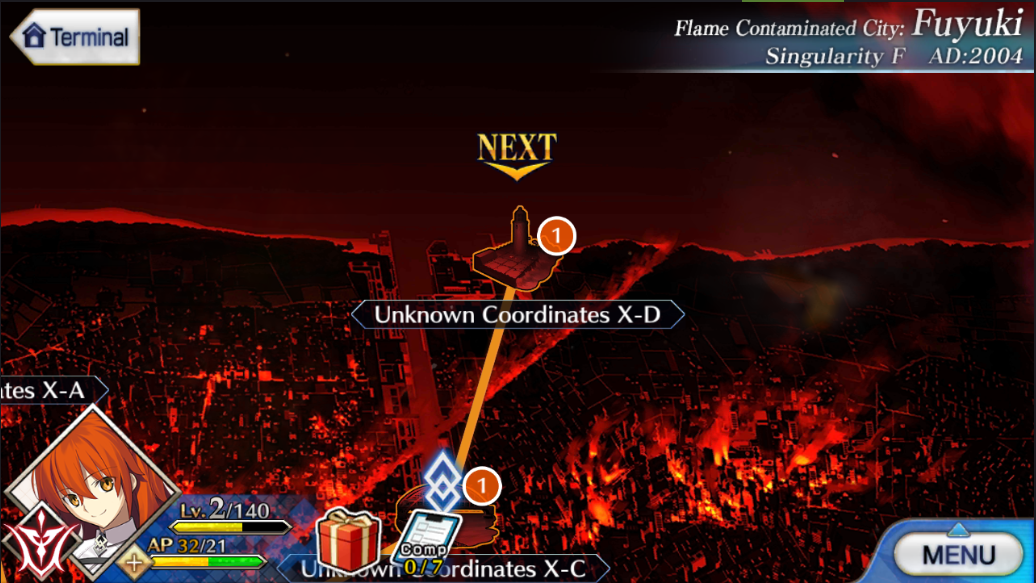 Terminal
Flame Contaminated City: Fuyuki
Singularity F AD:2004
NEXT
1
Unknown Coordinates X-D
tes X-A
1
Lv. 2/140
AP 32/21
Comp
0/7
Unknown Coordinates X-C
MENU